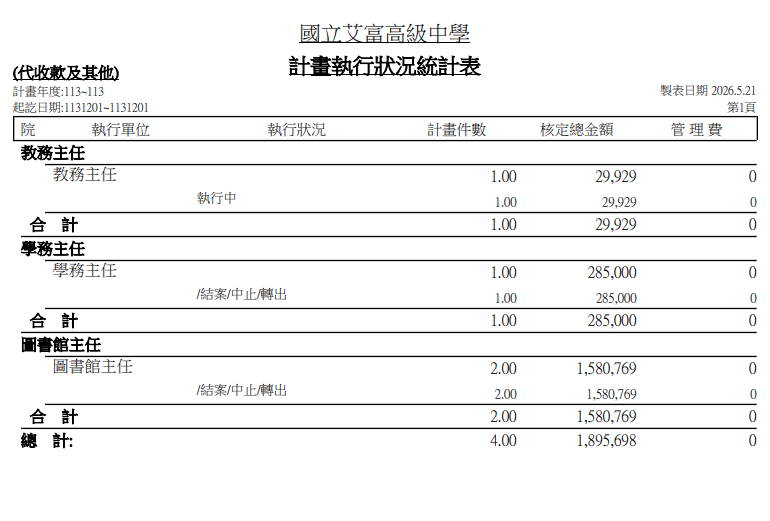 國立艾富高級中學
計畫執行狀況統計表
(代收款及其他)
計畫年度:113~113
製表日期 2026.5.21
起訖日期:1131201~1131201
第1頁
院 執行單位 執行狀況 計畫件數 核定總金額 管 理 費
教務主任
教務主任 1.00 29,929 0
執行中 1.00 29,929 0
合 計 1.00 29,929 0
學務主任
學務主任 1.00 285,000 0
/結案/中止/轉出 1.00 285,000 0
合 計 1.00 285,000 0
圖書館主任
圖書館主任 2.00 1,580,769 0
/結案/中止/轉出 2.00 1,580,769 0
合 計 2.00 1,580,769 0
總 計: 4.00 1,895,698 0